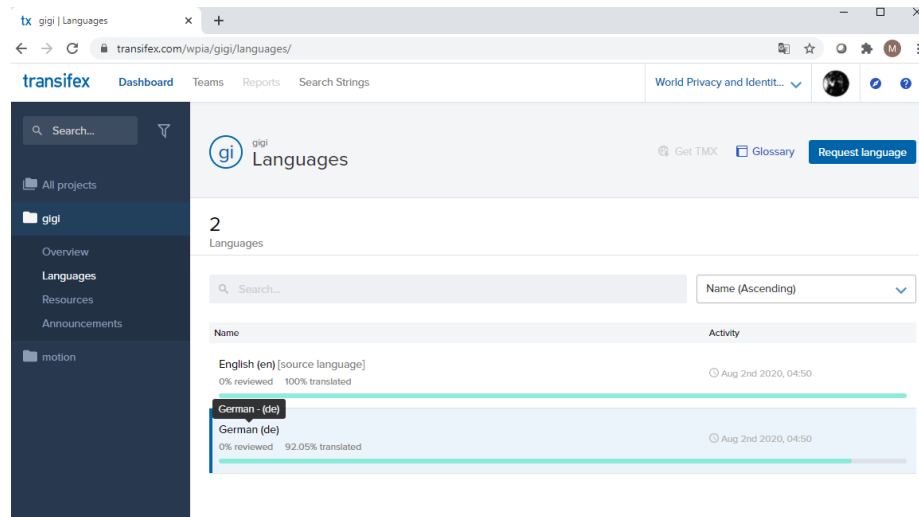 tx gigi | Languages
transifex.com/wpia/gigi/languages/
M
transifex Dashboard Teams Reports Search Strings World Privacy and Identit...
Search...
gi gigi
Languages
Get TMX Glossary Request language
All projects
gigi
2
Languages
Overview
Languages
Resources
Announcements
motion
Search...
Name (Ascending)
Name Activity
English (en) [source language]
0% reviewed 100% translated
Aug 2nd 2020, 04:50
German - (de)
German (de)
0% reviewed 92.05% translated
Aug 2nd 2020, 04:50